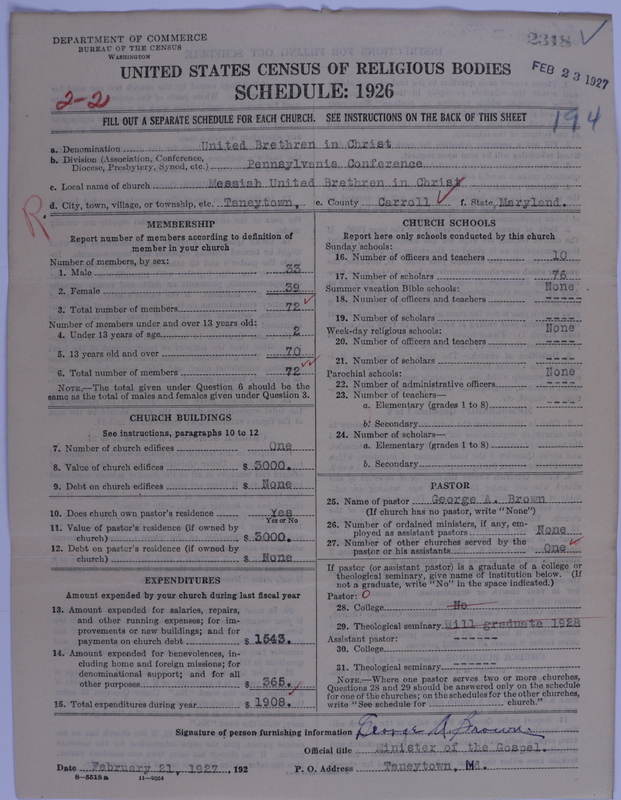 DEPARTMENT OF COMMERCE
BUREAU OF THE CENSUS
WASHINGTON
2318
FEB 23 1927
UNITED STATES CENSUS OF RELIGIOUS BODIES
SCHEDULE: 1926
2-2
194
FILL OUT A SEPARATE SCHEDULE FOR EACH CHURCH. SEE INSTRUCTIONS ON THE BACK OF THIS SHEET
a. Denomination United Brethren in Christ
b. Division (Association, Conference, Diocese, Presbytery, Synod, etc.) Pennsylvania Conference
c. Local name of church Messiah United Brethren in Christ
d. City, town, village, or township, etc. Taneytown, e. County Carroll f. State Maryland.
R
MEMBERSHIP
Report number of members according to definition of
member in your church
Number of members, by sex:
1. Male 33
2. Female 39
3. Total number of members 72
Number of members under and over 13 years old:
4. Under 13 years of age 2
5. 13 years old and over 70
6. Total number of members 72
NOTE.—The total given under Question 6 should be the
same as the total of males and females given under Question 3.
CHURCH BUILDINGS
See instructions, paragraphs 10 to 12
7. Number of church edifices One
8. Value of church edifices $ 3000.
9. Debt on church edifices $ None
10. Does church own pastor's residence Yes
Yes or No
11. Value of pastor's residence (if owned by
church) $ 3000.
12. Debt on pastor's residence (if owned by
church) $ None
EXPENDITURES
Amount expended by your church during last fiscal year
13. Amount expended for salaries, repairs,
and other running expenses; for im-
provements or new buildings; and for
payments on church debt $ 1543.
14. Amount expended for benevolences, in-
cluding home and foreign missions; for
denominational support; and for all
other purposes $ 365.
15. Total expenditures during year $ 1908.
CHURCH SCHOOLS
Report here only schools conducted by this church
Sunday schools:
16. Number of officers and teachers 10
17. Number of scholars 76
Summer vacation Bible schools: None
18. Number of officers and teachers -----
19. Number of scholars ----
Week-day religious schools: None
20. Number of officers and teachers ----
21. Number of scholars ----
Parochial schools: None
22. Number of administrative officers ----
23. Number of teachers—
a. Elementary (grades 1 to 8) ----
b. Secondary
24. Number of scholars—
a. Elementary (grades 1 to 8)
b. Secondary
PASTOR
25. Name of pastor George A. Brown
(If church has no pastor, write "None")
26. Number of ordained ministers, if any, em-
ployed as assistant pastors None
27. Number of other churches served by the
pastor or his assistants One
If pastor (or assistant pastor) is a graduate of a college or
theological seminary, give name of institution below. (If
not a graduate, write "No" in the space indicated.)
Pastor: 0
28. College No
29. Theological seminary Will graduate 1928
Assistant pastor: ------
30. College
31. Theological seminary ------
NOTE.—Where one pastor serves two or more churches,
Questions 28 and 29 should be answered only on the schedule
for one of the churches; on the schedules for the other churches,
write "See schedule for church."
Signature of person furnishing information George A. Brown
Official title Minister of the Gospel.
Date February 21, 1927, 192 P. O. Address Taneytown, Md.
8-5518a 11-9054